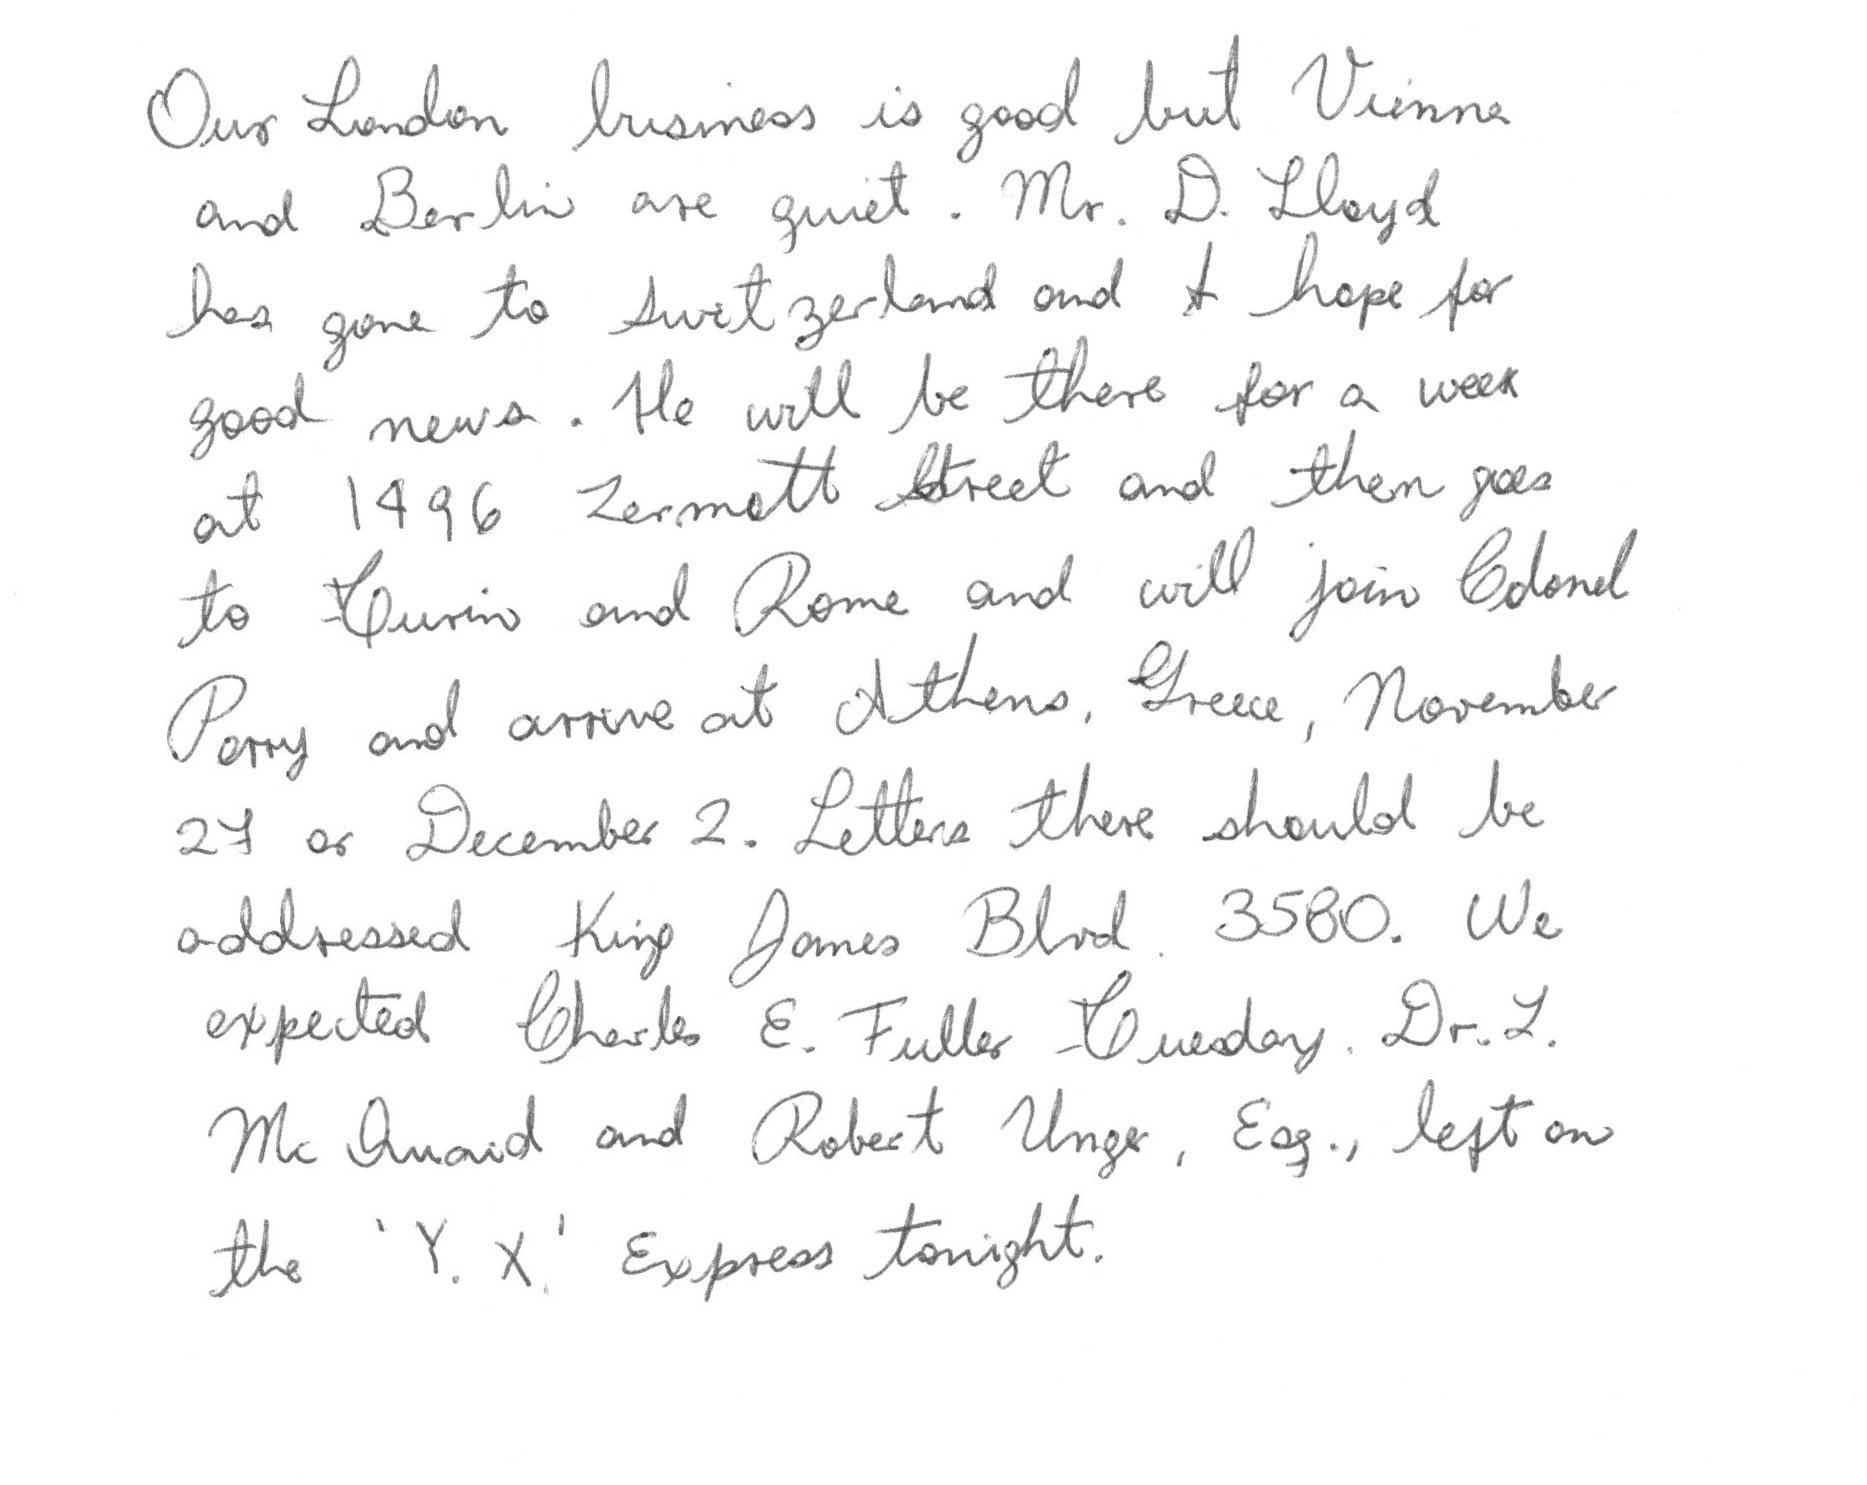 Our London business is good but Vienna
and Berlin are quiet. Mr. D. Lloyd
has gone to Switzerland and I hope for
good news. He will be there for a week
at 1496 Zermott Street and then goes
to Turin and Rome and will join Colonel
Parry and arrive at Athens, Greece, November
27 or December 2. Letters there should be
addressed King James Blvd. 3580. We
expected Charles E. Fuller Tuesday. Dr. L.
Mc Quaid and Robert Unger, Esq., left on
the 'Y. X.' Express tonight.